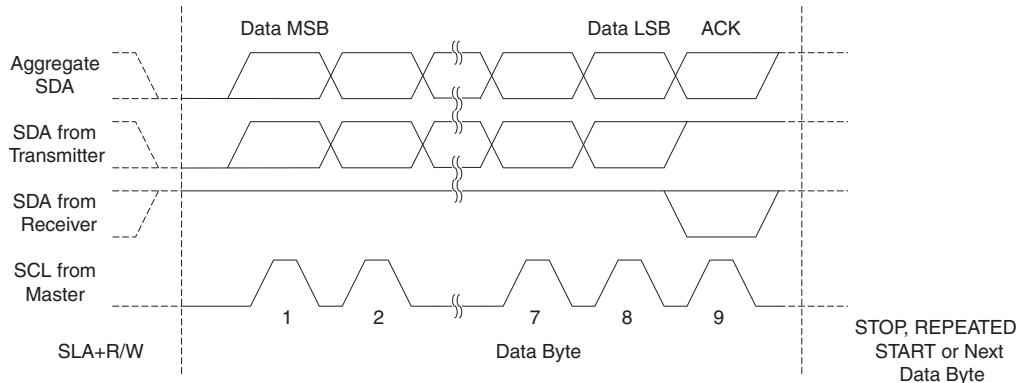 Data MSB
Data LSB
ACK
Aggregate
SDA
SDA from
Transmitter
SDA from
Receiver
SCL from
Master
1
2
7
8
9
SLA+R/W
Data Byte
STOP, REPEATED
START or Next
Data Byte